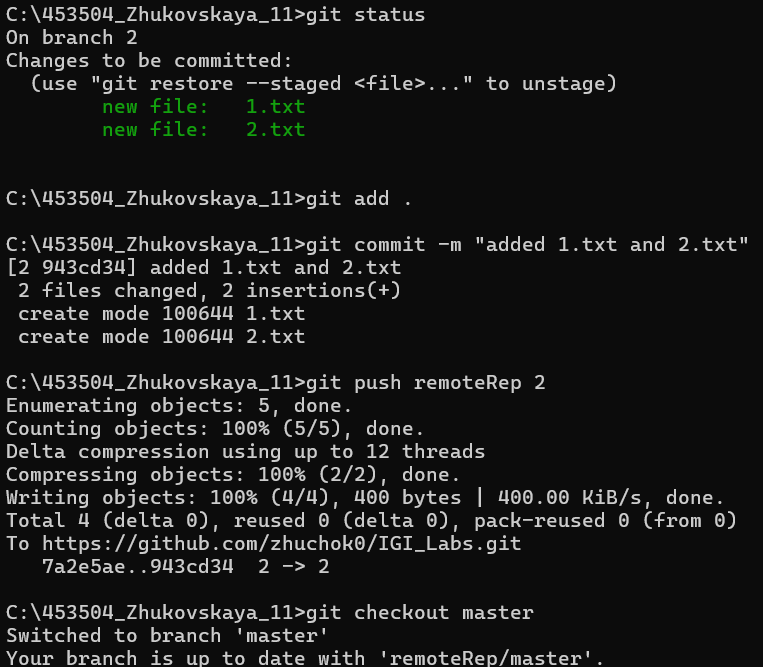 C:\453504_Zhukovskaya_11>git status
On branch 2
Changes to be committed:
  (use "git restore --staged <file>..." to unstage)
        new file:   1.txt
        new file:   2.txt
C:\453504_Zhukovskaya_11>git add .
C:\453504_Zhukovskaya_11>git commit -m "added 1.txt and 2.txt"
[2 943cd34] added 1.txt and 2.txt
 2 files changed, 2 insertions(+)
 create mode 100644 1.txt
 create mode 100644 2.txt
C:\453504_Zhukovskaya_11>git push remoteRep 2
Enumerating objects: 5, done.
Counting objects: 100% (5/5), done.
Delta compression using up to 12 threads
Compressing objects: 100% (2/2), done.
Writing objects: 100% (4/4), 400 bytes | 400.00 KiB/s, done.
Total 4 (delta 0), reused 0 (delta 0), pack-reused 0 (from 0)
To https://github.com/zhuchok0/IGI_Labs.git
   7a2e5ae..943cd34  2 -> 2
C:\453504_Zhukovskaya_11>git checkout master
Switched to branch 'master'
Your branch is up to date with 'remoteRep/master'.